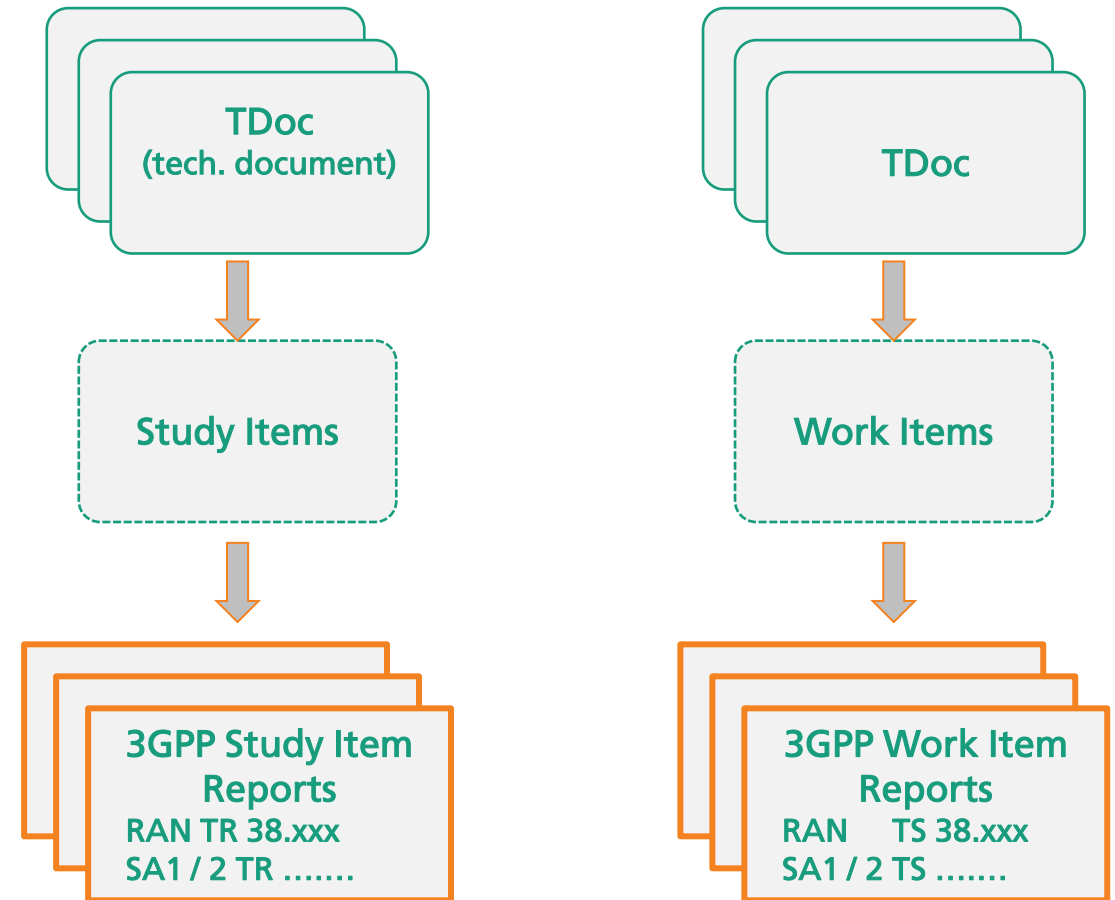 TDoc
(tech. document)
TDoc
Study Items
Work Items
3GPP Study Item
Reports
RAN TR 38.xxx
SA1 / 2 TR .......
3GPP Work Item
Reports
RAN TS 38.xxx
SA1 / 2 TS .......